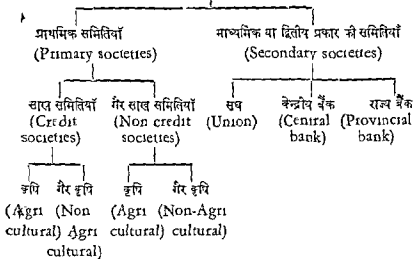 प्राथमिक समितियाँ माध्यमिक या द्वितीय प्रकार की समितियाँ
(Primary societies) (Secondary societies)
साख समितियाँ गैर साख समितियाँ संघ केन्द्रीय बैंक राज्य बैंक
(Credit (Non credit (Union) (Central (Provincial
societies) societies) bank) bank)
कृषि गैर कृषि कृषि गैर कृषि
(Agri (Non (Agri (Non-Agri
cultural) Agri cultural) cultural)
cultural)